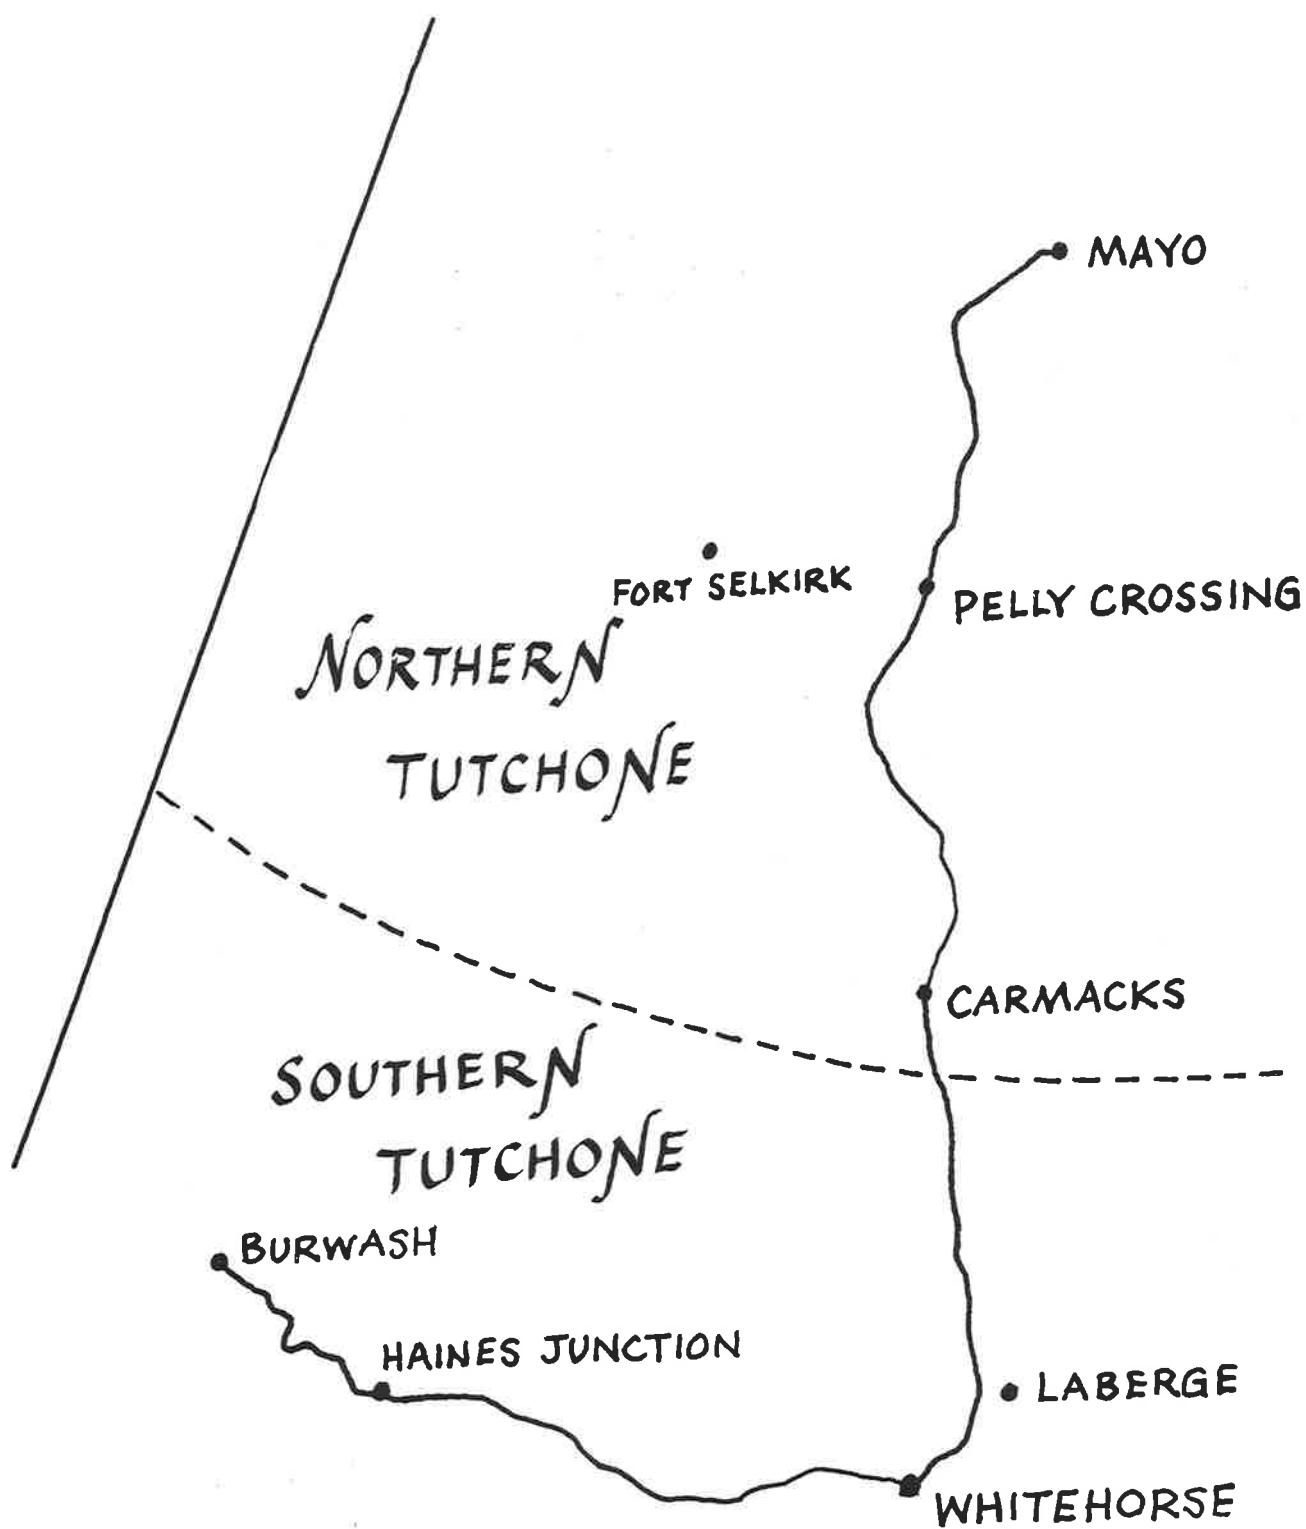 MAYO
FORT SELKIRK
PELLY CROSSING
NORTHERN
TUTCHONE
CARMACKS
SOUTHERN
TUTCHONE
BURWASH
HAINES JUNCTION
LABERGE
WHITEHORSE